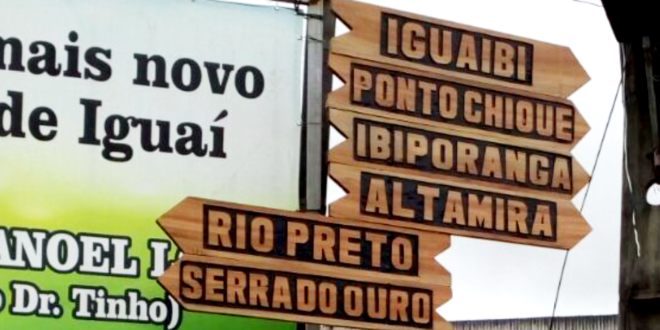 mais novo
de Iguaí
ANOEL
Dr. Tinho)
IGUAIBI
PONTO CHIQUE
IBIPORANGA
ALTAMIRA
RIO PRETO
SERRA DO OURO